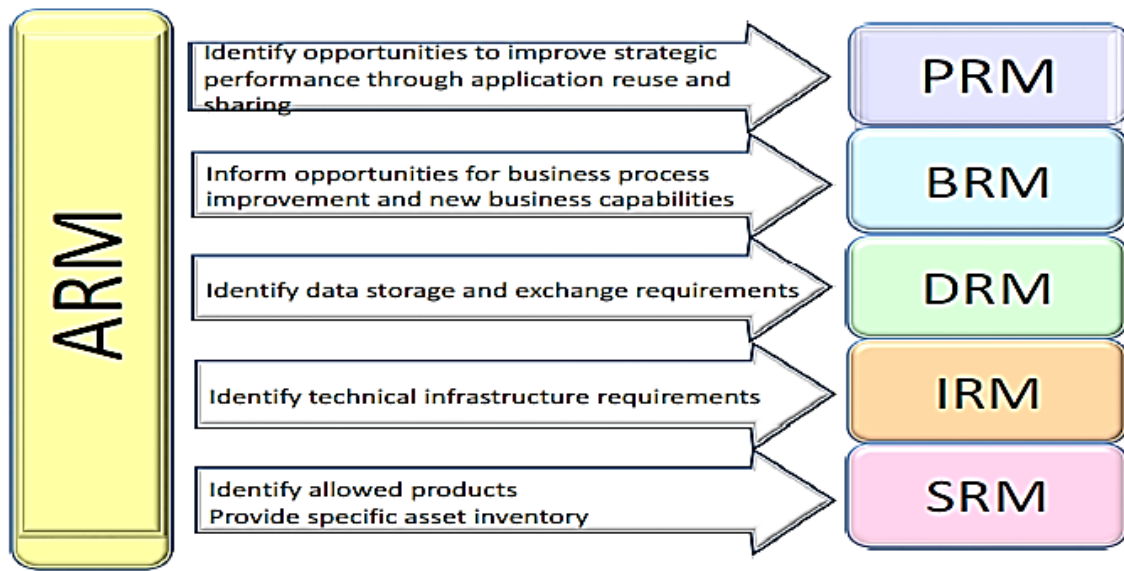 ARM
Identify opportunities to improve strategic
performance through application reuse and
sharing
PRM
Inform opportunities for business process
improvement and new business capabilities
BRM
Identify data storage and exchange requirements
DRM
Identify technical infrastructure requirements
IRM
Identify allowed products
Provide specific asset inventory
SRM